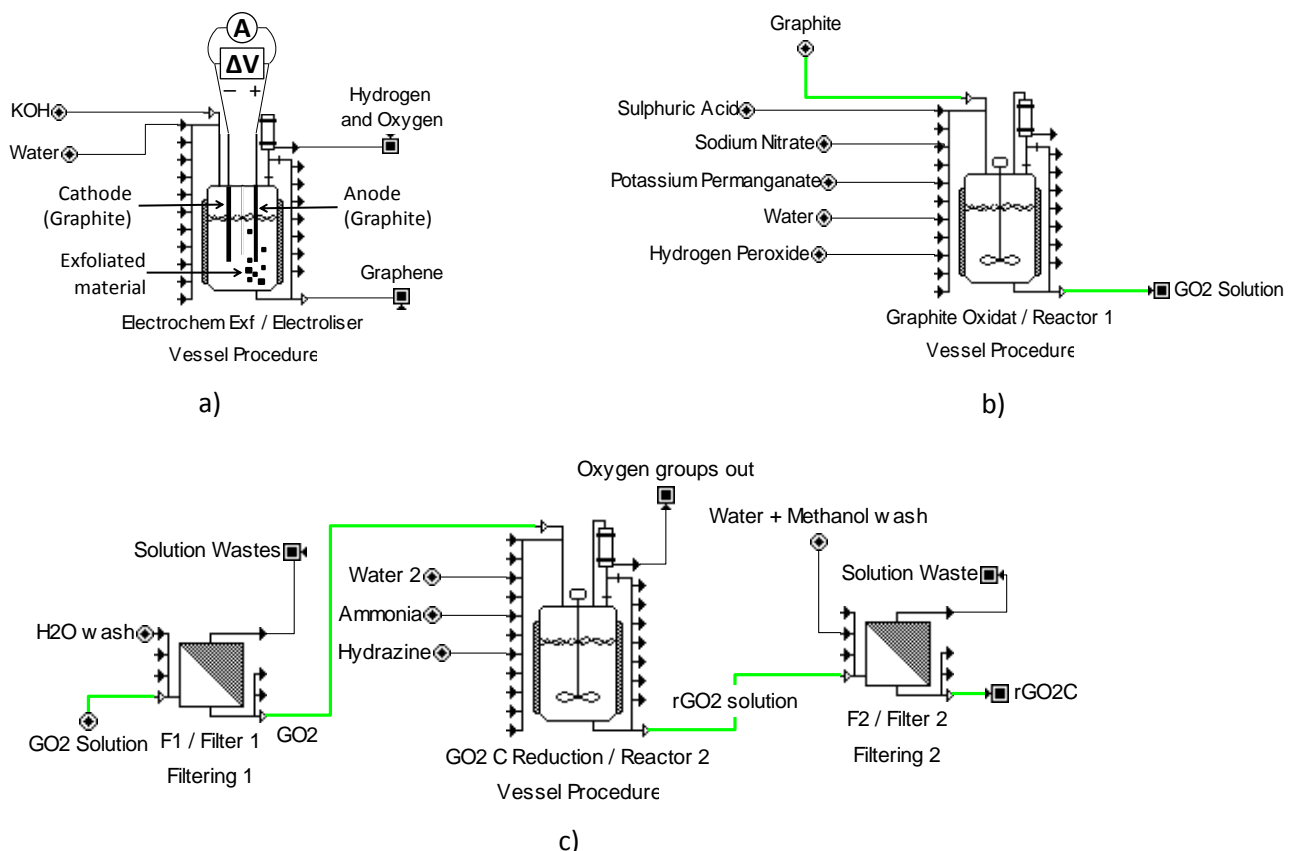 A
ΔV
− +
KOH
Water
Hydrogen
and Oxygen
Cathode
(Graphite)
Anode
(Graphite)
Exfoliated
material
Graphene
Electrochem Exf / Electroliser
Vessel Procedure
a)
Graphite
Sulphuric Acid
Sodium Nitrate
Potassium Permanganate
Water
Hydrogen Peroxide
GO2 Solution
Graphite Oxidat / Reactor 1
Vessel Procedure
b)
Oxygen groups out
Water + Methanol wash
Solution Wastes
Water 2
Solution Waste
Ammonia
H2O wash
Hydrazine
rGO2 solution
rGO2C
GO2 Solution
F1 / Filter 1
GO2
F2 / Filter 2
Filtering 1
GO2 C Reduction / Reactor 2
Filtering 2
Vessel Procedure
c)